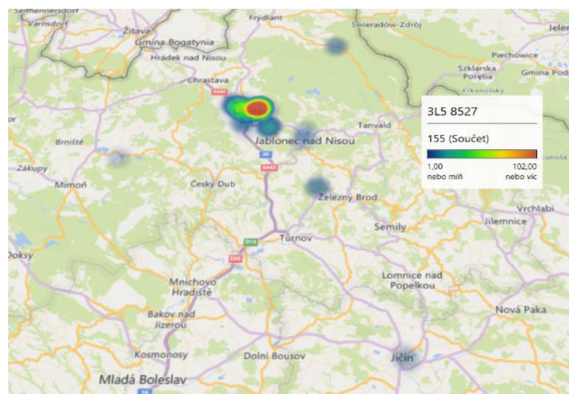 Frýdlant
Varnsdorf
Žitava
Świeradów-Zdrój
Gmina Bogatynia
Hrádek nad Nisou
Piechowice
Szklarska
Poręba
Gmina Pod
Chrastava
3L5 8527
Tanvald
Jablonec nad Nisou
155 (Součet)
Brniště
1,00
102,00
nebo míň
nebo víc
Zákupy
Mimoň
Český Dub
Železný Brod
Vrchlabí
Jilemnice
Semily
Turnov
Doksy
Lomnice nad
Popelkou
Mnichovo
Hradiště
Nová Paka
Bakov nad
Jizerou
Kosmonosy
Dolní Bousov
Jičín
Mladá Boleslav